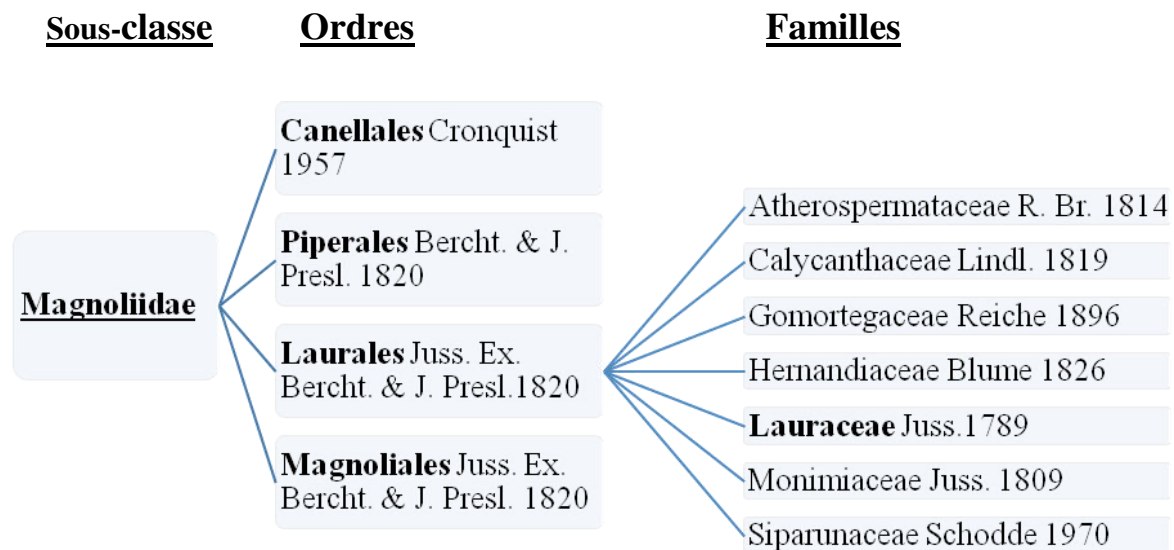 Sous-classe
Ordres
Familles
Magnoliidae
Canellales Cronquist
1957
Piperales Bercht. & J.
Presl. 1820
Laurales Juss. Ex.
Bercht. & J. Presl.1820
Magnoliales Juss. Ex.
Bercht. & J. Presl. 1820
Atherospermataceae R. Br. 1814
Calycanthaceae Lindl. 1819
Gomortegaceae Reiche 1896
Hernandiaceae Blume 1826
Lauraceae Juss.1789
Monimiaceae Juss. 1809
Siparunaceae Schodde 1970